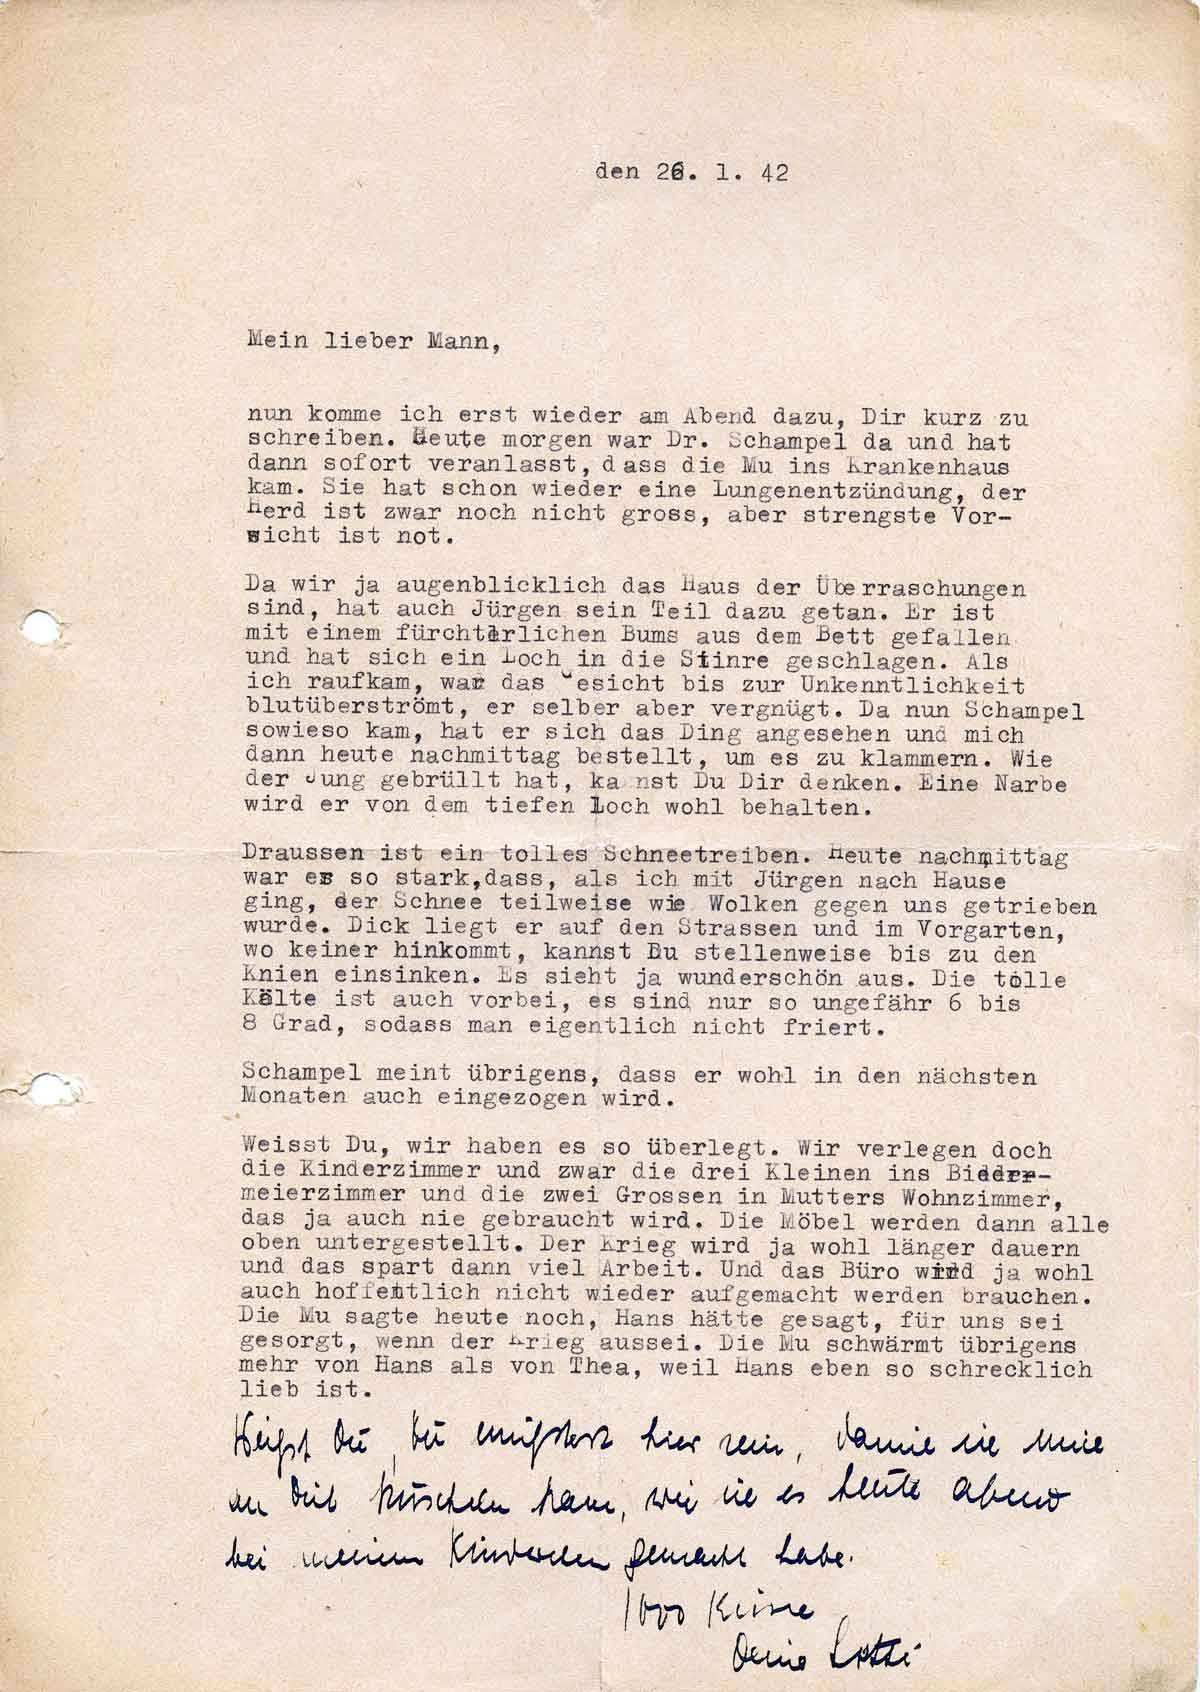 den 26. 1. 42
Mein lieber Mann,
nun komme ich erst wieder am Abend dazu, Dir kurz zu
schreiben. Heute morgen war Dr. Schampel da und hat
dann sofort veranlasst, dass die Mu ins Krankenhaus
kam. Sie hat schon wieder eine Lungenentzündung, der
Herd ist zwar noch nicht gross, aber strengste Vor-
sicht ist not.
Da wir ja augenblicklich das Haus der Überraschungen
sind, hat auch Jürgen sein Teil dazu getan. Er ist
mit einem fürchterlichen Bums aus dem Bett gefallen
und hat sich ein Loch in die Stinre geschlagen. Als
ich raufkam, war das Gesicht bis zur Unkenntlichkeit
blutüberströmt, er selber aber vergnügt. Da nun Schampel
sowieso kam, hat er sich das Ding angesehen und mich
dann heute nachmittag bestellt, um es zu klammern. Wie
der Jung gebrüllt hat, ka nst Du Dir denken. Eine Narbe
wird er von dem tiefen Loch wohl behalten.
Draussen ist ein tolles Schneetreiben. Heute nachmittag
war es so stark,dass, als ich mit Jürgen nach Hause
ging, der Schnee teilweise wie Wolken gegen uns getrieben
wurde. Dick liegt er auf den Strassen und im Vorgarten,
wo keiner hinkommt, kannst Du stellenweise bis zu den
Knien einsinken. Es sieht ja wunderschön aus. Die tolle
Kälte ist auch vorbei, es sind nur so ungefähr 6 bis
8 Grad, sodass man eigentlich nicht friert.
Schampel meint übrigens, dass er wohl in den nächsten
Monaten auch eingezogen wird.
Weisst Du, wir haben es so überlegt. Wir verlegen doch
die Kinderzimmer und zwar die drei Kleinen ins Bieder-
meierzimmer und die zwei Grossen in Mutters Wohnzimmer,
das ja auch nie gebraucht wird. Die Möbel werden dann alle
oben untergestellt. Der Krieg wird ja wohl länger dauern
und das spart dann viel Arbeit. Und das Büro wird ja wohl
auch hoffentlich nicht wieder aufgemacht werden brauchen.
Die Mu sagte heute noch, Hans hätte gesagt, für uns sei
gesorgt, wenn der Krieg aussei. Die Mu schwärmt übrigens
mehr von Hans als von Thea, weil Hans eben so schrecklich
lieb ist.
Weißt Du, Du müßtest hier sein, damit ich mich
an Dich kuscheln kann, wie ich es heute abend
bei meinen Kinderchen gemacht habe.
1000 Küsse
Deine Lotti